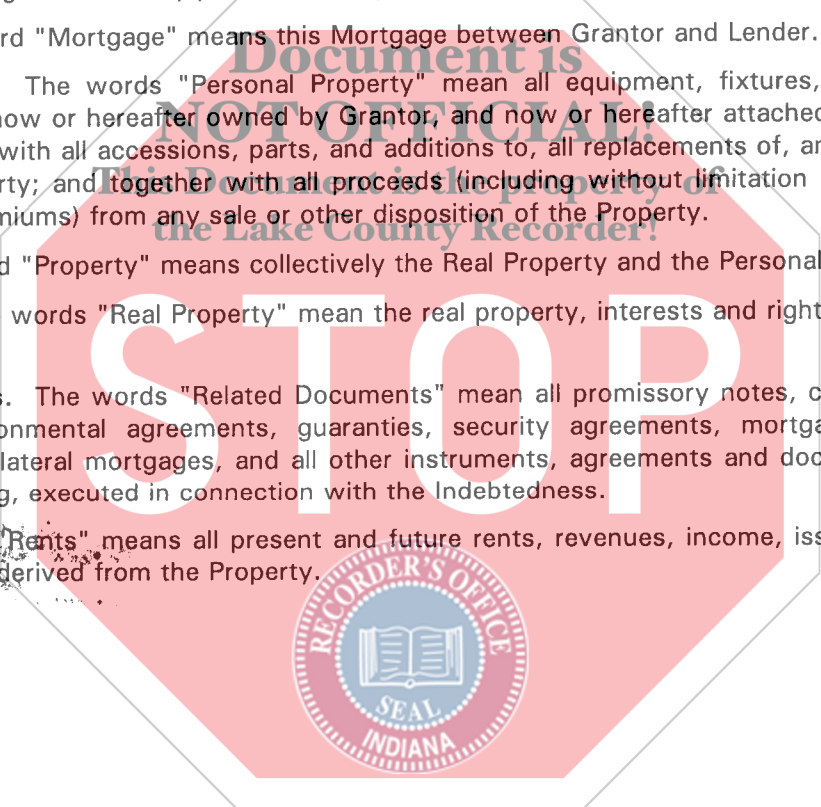 rd "Mortgage" means this Mortgage between Grantor and Lender.
Document is
The words "Personal Property" mean all equipment, fixtures,
now or hereafter owned by Grantor, and now or hereafter attached
NOT OFFICIAL!
with all accessions, parts, and additions to, all replacements of, an
rty; and together with all proceeds (including without limitation
This Document is the property of
miums) from any sale or other disposition of the Property.
the Lake County Recorder!
d "Property" means collectively the Real Property and the Personal
words "Real Property" mean the real property, interests and right
STOP
s. The words "Related Documents" mean all promissory notes, c
onmental agreements, guaranties, security agreements, mortga
lateral mortgages, and all other instruments, agreements and doc
g, executed in connection with the Indebtedness.
"Rents" means all present and future rents, revenues, income, iss
derived from the Property.
RECORDER'S OFFICE
SEAL
INDIANA